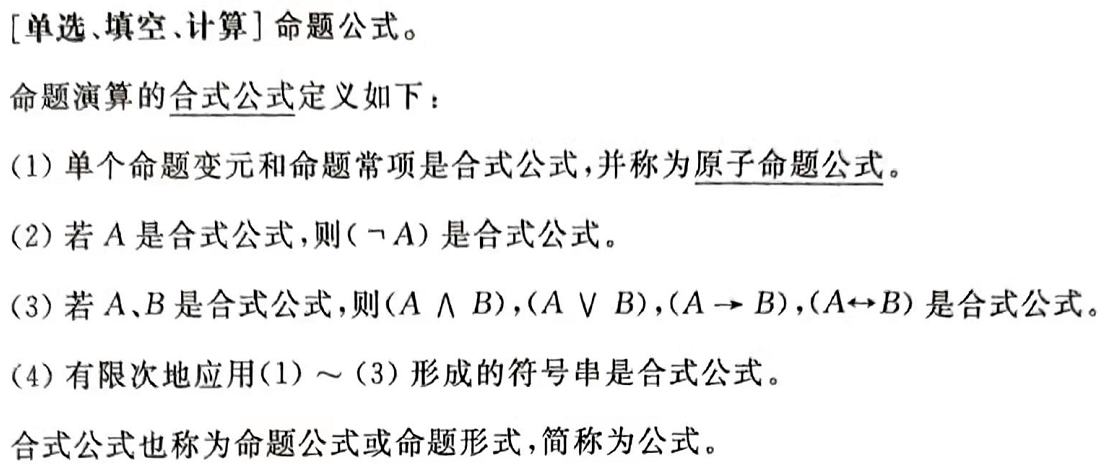 [单选、填空、计算] 命题公式。
命题演算的合式公式定义如下：
(1) 单个命题变元和命题常项是合式公式,并称为原子命题公式。
(2) 若 A 是合式公式,则(¬A) 是合式公式。
(3) 若 A、B 是合式公式,则(A ∧ B),(A ∨ B),(A → B),(A↔B) 是合式公式。
(4) 有限次地应用(1) ～ (3) 形成的符号串是合式公式。
合式公式也称为命题公式或命题形式,简称为公式。